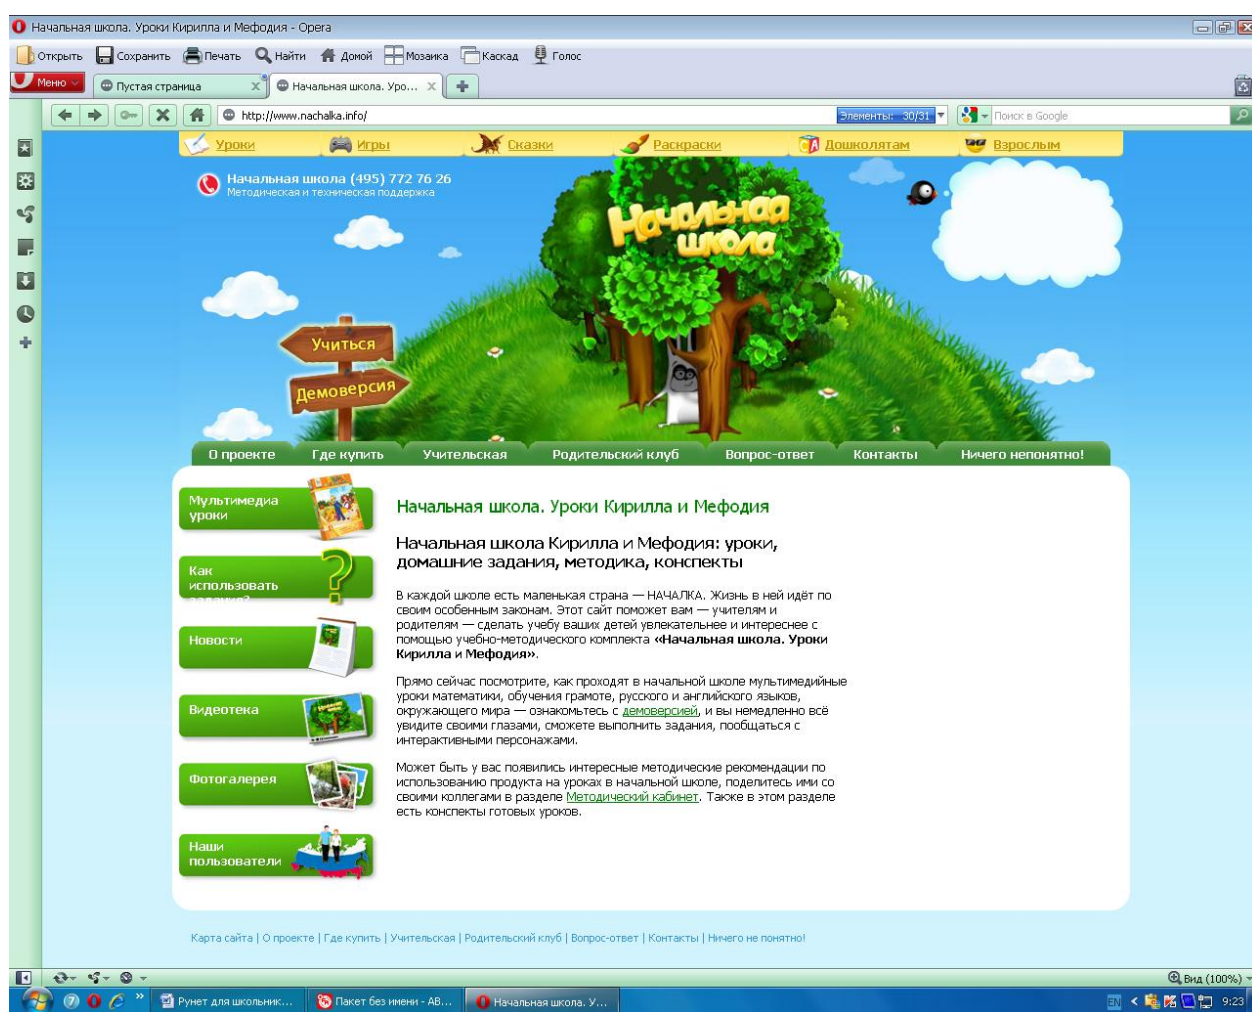 Начальная школа. Уроки Кирилла и Мефодия - Opera
Открыть Сохранить Печать Найти Домой Мозаика Каскад Голос
Меню Пустая страница Начальная школа. Уро...
http://www.nachalka.info/ Элементы: 30/31 Поиск в Google
Уроки Игры Сказки Раскраски Дошколятам Взрослым
Начальная школа (495) 772 76 26
Методическая и техническая поддержка
Начальная
школа
Учиться
Демоверсия
О проекте Где купить Учительская Родительский клуб Вопрос-ответ Контакты Ничего непонятно!
Мультимедиа
уроки
Как
использовать
задания?
Новости
Видеотека
Фотогалерея
Наши
пользователи
Начальная школа. Уроки Кирилла и Мефодия
Начальная школа Кирилла и Мефодия: уроки,
домашние задания, методика, конспекты
В каждой школе есть маленькая страна — НАЧАЛКА. Жизнь в ней идёт по
своим особенным законам. Этот сайт поможет вам — учителям и
родителям — сделать учебу ваших детей увлекательнее и интереснее с
помощью учебно-методического комплекта «Начальная школа. Уроки
Кирилла и Мефодия».
Прямо сейчас посмотрите, как проходят в начальной школе мультимедийные
уроки математики, обучения грамоте, русского и английского языков,
окружающего мира — ознакомьтесь с демоверсией, и вы немедленно всё
увидите своими глазами, сможете выполнить задания, пообщаться с
интерактивными персонажами.
Может быть у вас появились интересные методические рекомендации по
использованию продукта на уроках в начальной школе, поделитесь ими со
своими коллегами в разделе Методический кабинет. Также в этом разделе
есть конспекты готовых уроков.
Карта сайта | О проекте | Где купить | Учительская | Родительский клуб | Вопрос-ответ | Контакты | Ничего не понятно!
Вид (100%)
Рунет для школьник... Пакет без имени - AB... Начальная школа. У... EN 9:23